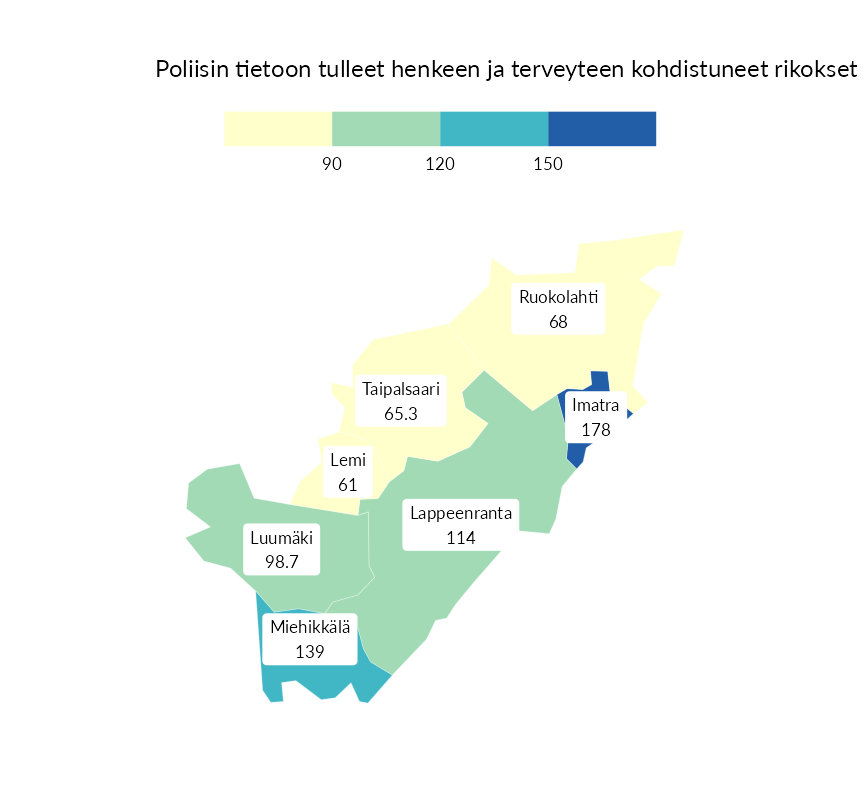 Poliisin tietoon tulleet henkeen ja terveyteen kohdistuneet rikokset
90
120
150
Ruokolahti
68
Taipalsaari
65.3
Imatra
178
Lemi
61
Lappeenranta
114
Luumäki
98.7
Miehikkälä
139